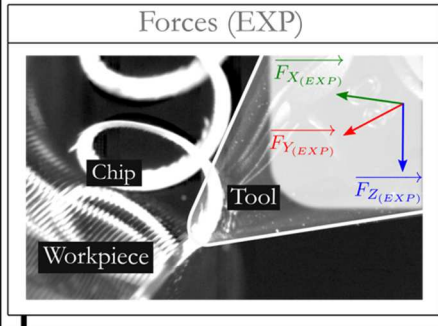 Forces (EXP)
F_X(EXP)
F_Y(EXP)
F_Z(EXP)
Chip
Tool
Workpiece